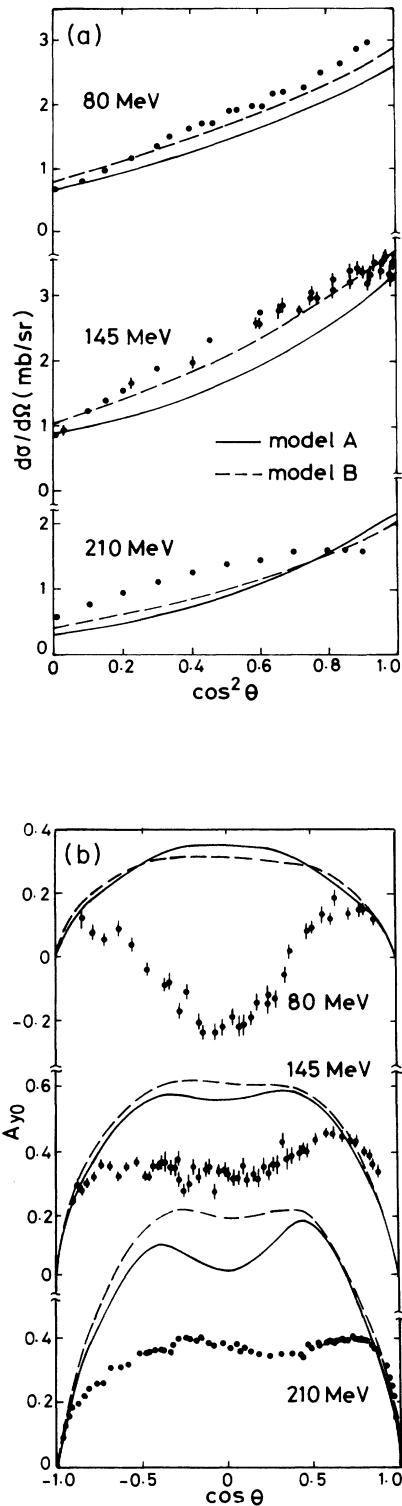 (a)
3
80 MeV
2
1
0
3
145 MeV
2
1
model A
model B
0
2
210 MeV
1
0
0 0.2 0.4 0.6 0.8 1.0
cos²θ
dσ/dΩ (mb/sr)
0.4
(b)
0.2
0
80 MeV
-0.2
145 MeV
0.6
0.4
0.2
0
0.4
210 MeV
0.2
0
-1.0 -0.5 0 0.5 1.0
cosθ
Ay0